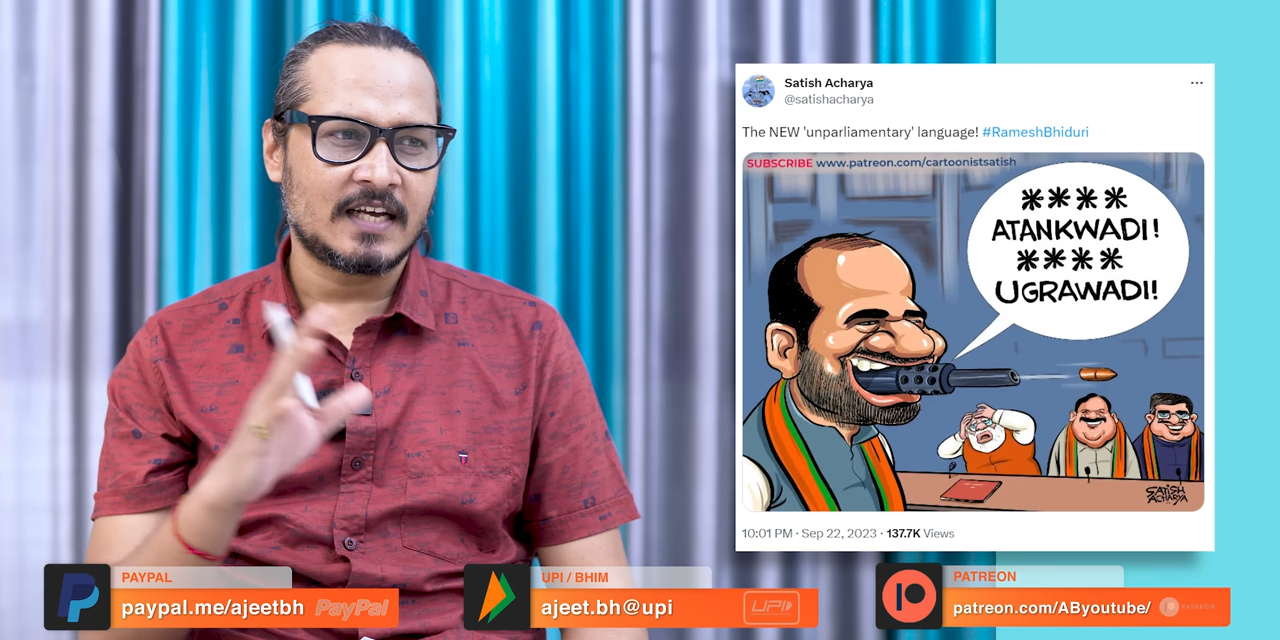 Satish Acharya
@satishacharya
The NEW 'unparliamentary' language! #RameshBhiduri
SUBSCRIBE www.patreon.com/cartoonistsatish
****
ATANKWADI!
****
UGRAWADI!
SATISH
ACHARYA
10:01 PM · Sep 22, 2023 · 137.7K Views
PAYPAL
paypal.me/ajeetbh PayPal
UPI / BHIM
ajeet.bh@upi UPI
PATREON
patreon.com/AByoutube/ PATREON